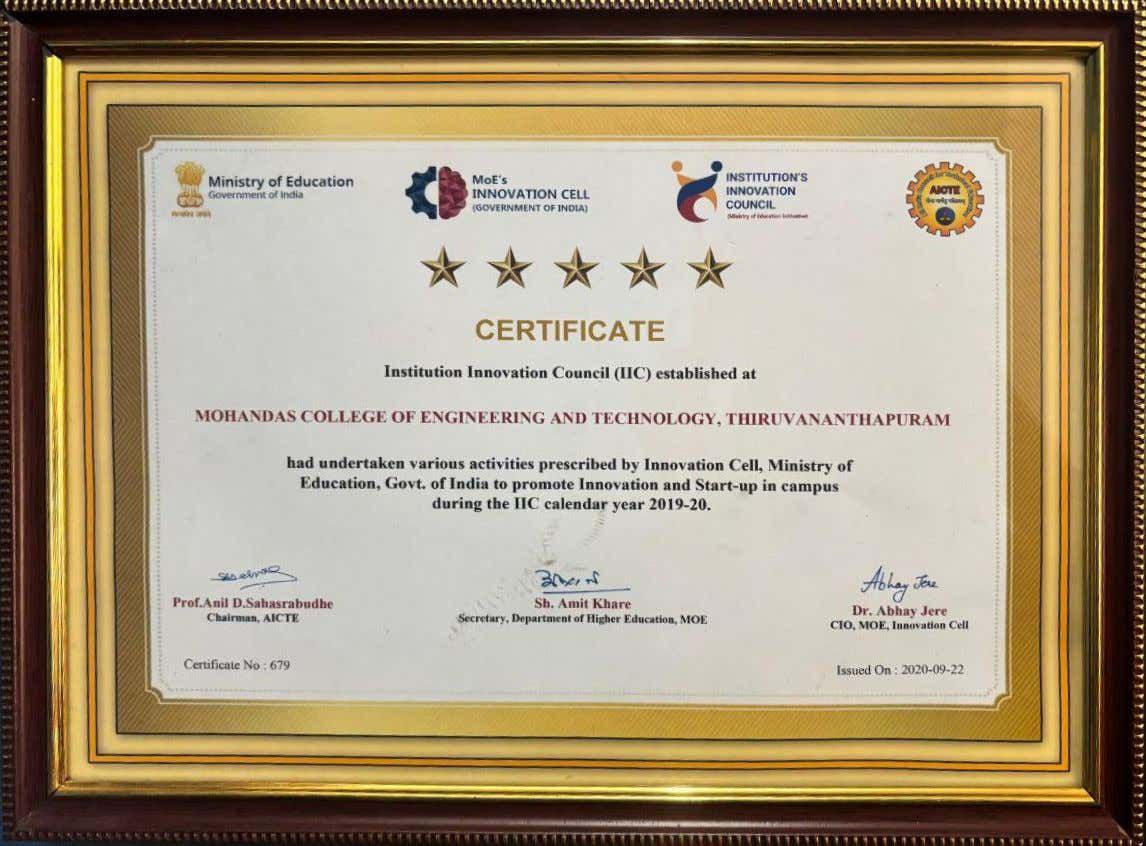 Ministry of Education
Government of India
MoE's
INNOVATION CELL
(GOVERNMENT OF INDIA)
INSTITUTION'S
INNOVATION
COUNCIL
(Ministry of Education Initiative)
AICTE
CERTIFICATE
Institution Innovation Council (IIC) established at
MOHANDAS COLLEGE OF ENGINEERING AND TECHNOLOGY, THIRUVANANTHAPURAM
had undertaken various activities prescribed by Innovation Cell, Ministry of
Education, Govt. of India to promote Innovation and Start-up in campus
during the IIC calendar year 2019-20.
Abhay Jere
Prof.Anil D.Sahasrabudhe
Chairman, AICTE
Sh. Amit Khare
Secretary, Department of Higher Education, MOE
Dr. Abhay Jere
CIO, MOE, Innovation Cell
Certificate No : 679
Issued On : 2020-09-22